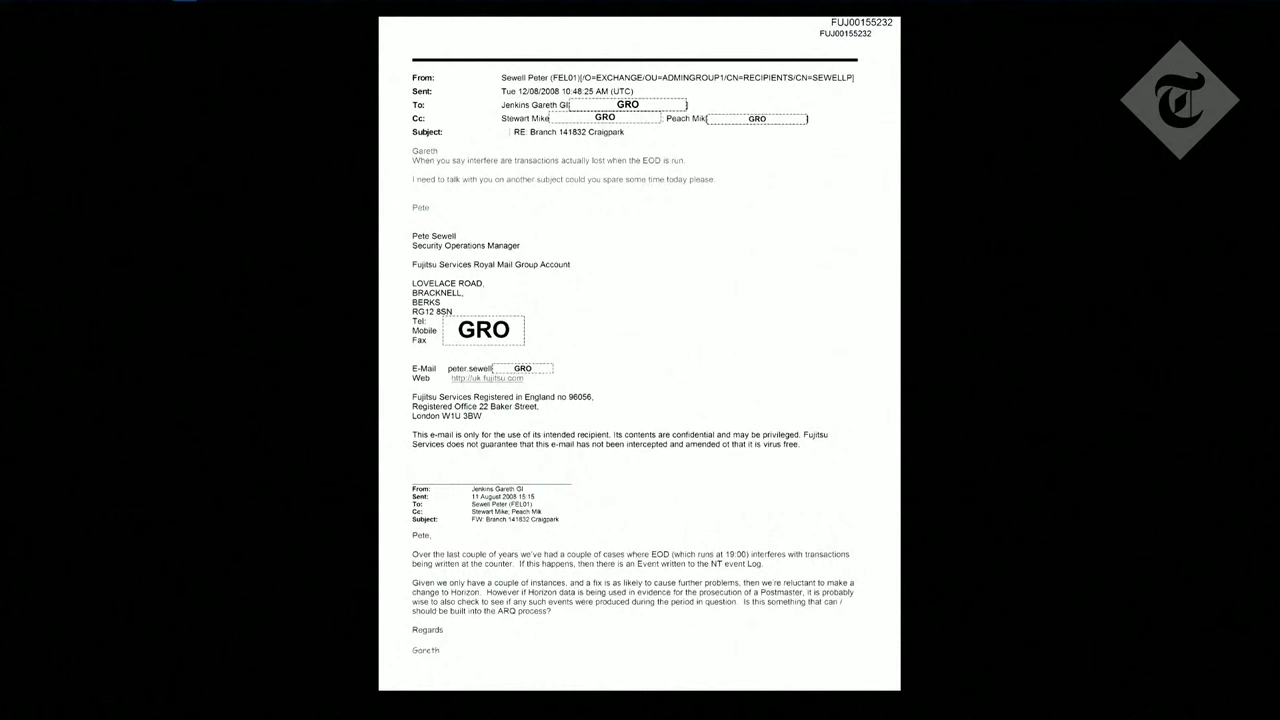 FUJ00155232
FUJ00155232
From: Sewell Peter (FEL01)[/O=EXCHANGE/OU=ADMINGROUP1/CN=RECIPIENTS/CN=SEWELLP]
Sent: Tue 12/08/2008 10:48:25 AM (UTC)
To: Jenkins Gareth GI[ GRO ]
Cc: Stewart Mike[ GRO ]; Peach Mik[ GRO ]
Subject: RE: Branch 141832 Craigpark
Gareth
When you say interfere are transactions actually lost when the EOD is run.
I need to talk with you on another subject could you spare some time today please.
Pete
Pete Sewell
Security Operations Manager
Fujitsu Services Royal Mail Group Account
LOVELACE ROAD,
BRACKNELL,
BERKS
RG12 8SN
Tel:
Mobile GRO
Fax
E-Mail peter.sewell GRO
Web http://uk.fujitsu.com
Fujitsu Services Registered in England no 96056,
Registered Office 22 Baker Street,
London W1U 3BW
This e-mail is only for the use of its intended recipient. Its contents are confidential and may be privileged. Fujitsu
Services does not guarantee that this e-mail has not been intercepted and amended ot that it is virus free.
From: Jenkins Gareth GI
Sent: 11 August 2008 15:15
To: Sewell Peter (FEL01)
Cc: Stewart Mike; Peach Mik
Subject: FW: Branch 141832 Craigpark
Pete,
Over the last couple of years we've had a couple of cases where EOD (which runs at 19:00) interferes with transactions
being written at the counter. If this happens, then there is an Event written to the NT event Log.
Given we only have a couple of instances, and a fix is as likely to cause further problems, then we're reluctant to make a
change to Horizon. However if Horizon data is being used in evidence for the prosecution of a Postmaster, it is probably
wise to also check to see if any such events were produced during the period in question. Is this something that can /
should be built into the ARQ process?
Regards
Gareth
T